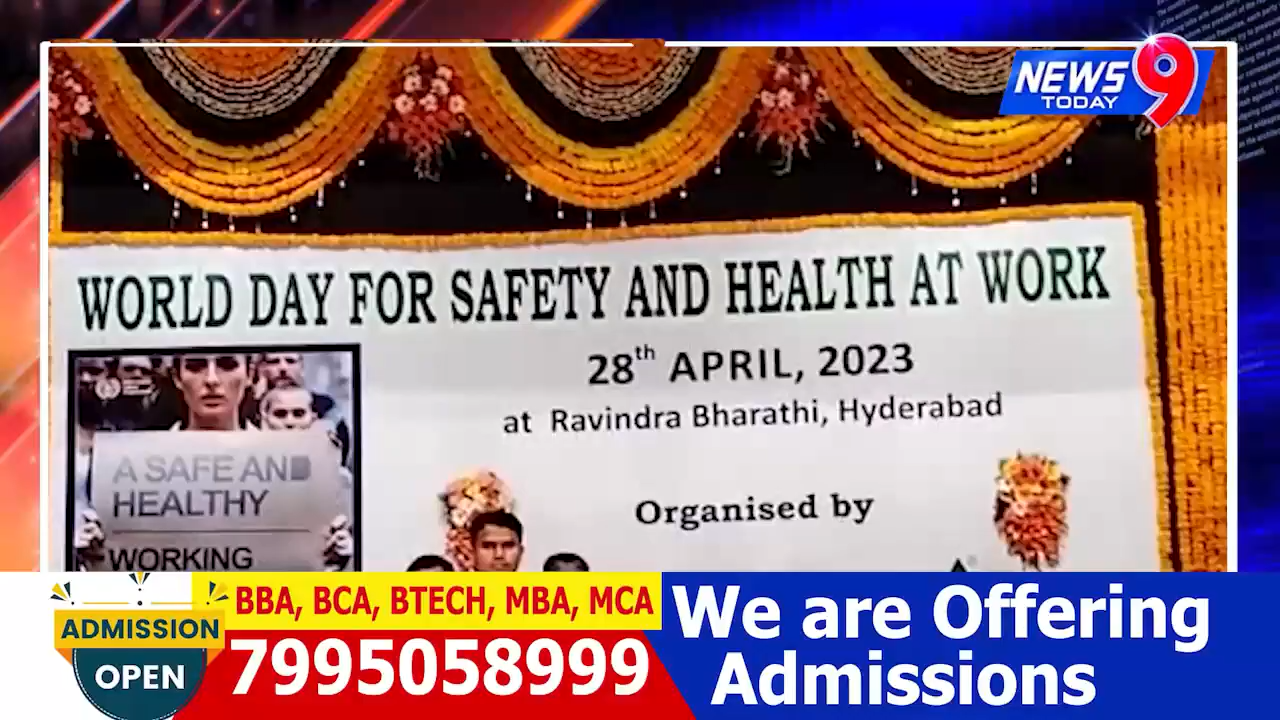 NEWS 9
TODAY
WORLD DAY FOR SAFETY AND HEALTH AT WORK
28th APRIL, 2023
at Ravindra Bharathi, Hyderabad
A SAFE AND
HEALTHY
WORKING
Organised by
ADMISSION
OPEN
BBA, BCA, BTECH, MBA, MCA
7995058999
We are Offering
Admissions